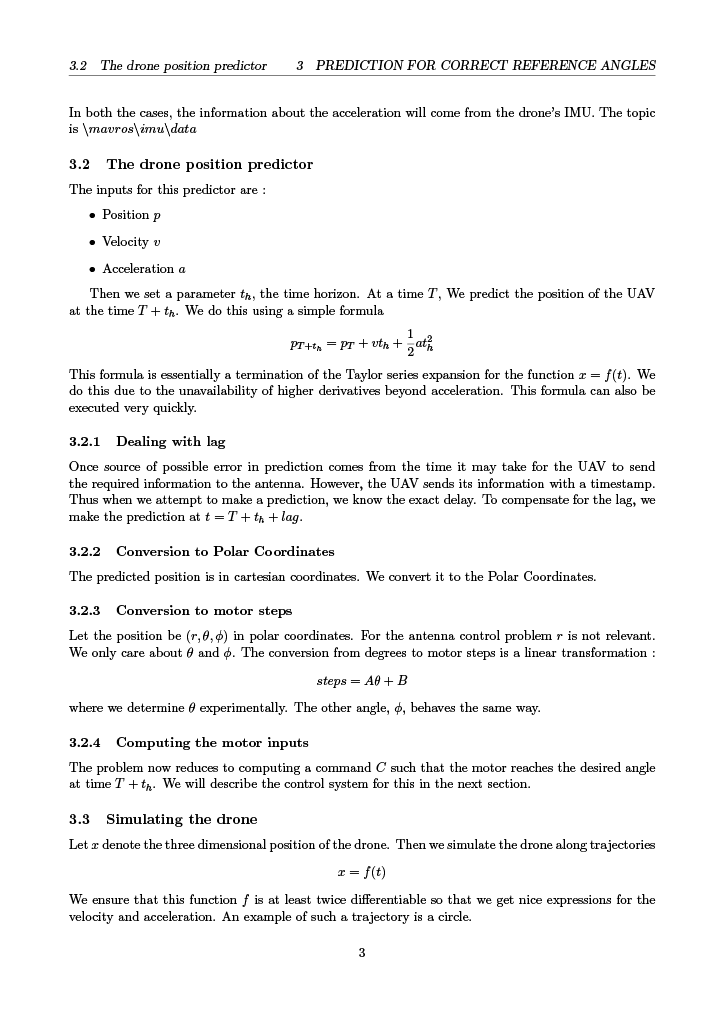 3.2 The drone position predictor 3 PREDICTION FOR CORRECT REFERENCE ANGLES
In both the cases, the information about the acceleration will come from the drone's IMU. The topic
is \mavros\imu\data
3.2 The drone position predictor
The inputs for this predictor are :
• Position p
• Velocity v
• Acceleration a
Then we set a parameter t_h, the time horizon. At a time T, We predict the position of the UAV
at the time T + t_h. We do this using a simple formula
p_{T+t_h} = p_T + vt_h + \frac{1}{2}at_h^2
This formula is essentially a termination of the Taylor series expansion for the function x = f(t). We
do this due to the unavailability of higher derivatives beyond acceleration. This formula can also be
executed very quickly.
3.2.1 Dealing with lag
Once source of possible error in prediction comes from the time it may take for the UAV to send
the required information to the antenna. However, the UAV sends its information with a timestamp.
Thus when we attempt to make a prediction, we know the exact delay. To compensate for the lag, we
make the prediction at t = T + t_h + lag.
3.2.2 Conversion to Polar Coordinates
The predicted position is in cartesian coordinates. We convert it to the Polar Coordinates.
3.2.3 Conversion to motor steps
Let the position be (r, θ, ϕ) in polar coordinates. For the antenna control problem r is not relevant.
We only care about θ and ϕ. The conversion from degrees to motor steps is a linear transformation :
steps = Aθ + B
where we determine θ experimentally. The other angle, ϕ, behaves the same way.
3.2.4 Computing the motor inputs
The problem now reduces to computing a command C such that the motor reaches the desired angle
at time T + t_h. We will describe the control system for this in the next section.
3.3 Simulating the drone
Let x denote the three dimensional position of the drone. Then we simulate the drone along trajectories
x = f(t)
We ensure that this function f is at least twice differentiable so that we get nice expressions for the
velocity and acceleration. An example of such a trajectory is a circle.
3